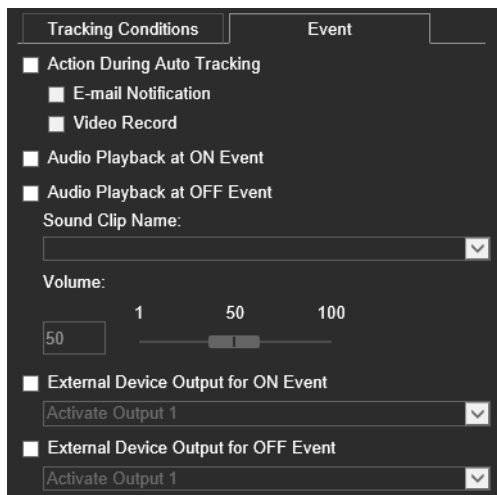 Tracking Conditions Event
Action During Auto Tracking
E-mail Notification
Video Record
Audio Playback at ON Event
Audio Playback at OFF Event
Sound Clip Name:
Volume:
1 50 100
50
External Device Output for ON Event
Activate Output 1
External Device Output for OFF Event
Activate Output 1